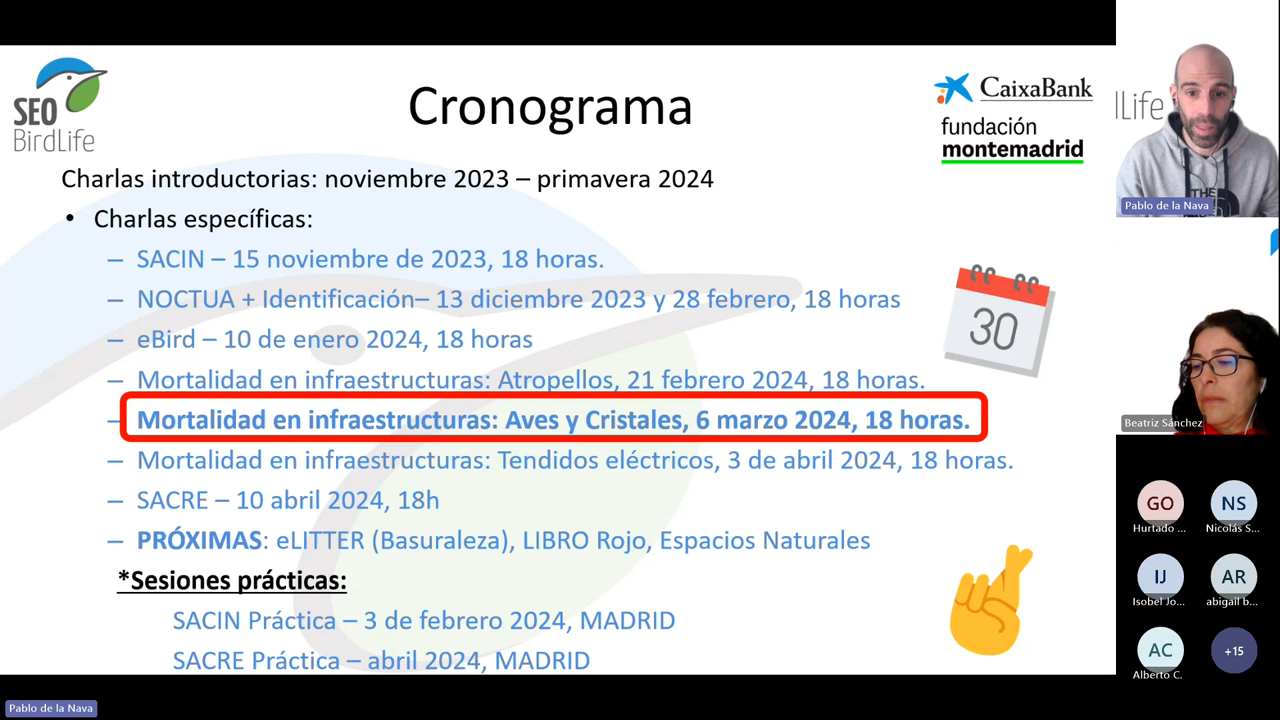 SEO
BirdLife
Cronograma
CaixaBank
fundación
montemadrid
Charlas introductorias: noviembre 2023 – primavera 2024
• Charlas específicas:
– SACIN – 15 noviembre de 2023, 18 horas.
– NOCTUA + Identificación– 13 diciembre 2023 y 28 febrero, 18 horas
– eBird – 10 de enero 2024, 18 horas
– Mortalidad en infraestructuras: Atropellos, 21 febrero 2024, 18 horas.
– Mortalidad en infraestructuras: Aves y Cristales, 6 marzo 2024, 18 horas.
– Mortalidad en infraestructuras: Tendidos eléctricos, 3 de abril 2024, 18 horas.
– SACRE – 10 abril 2024, 18h
– PRÓXIMAS: eLITTER (Basuraleza), LIBRO Rojo, Espacios Naturales
*Sesiones prácticas:
SACIN Práctica – 3 de febrero 2024, MADRID
SACRE Práctica – abril 2024, MADRID
30
lLife
THE
Pablo de la Nava
Beatriz Sánchez
GO
Hurtado ...
NS
Nicolás S...
IJ
Isobel Jo...
AR
abigail b...
AC
Alberto C.
+15
Pablo de la Nava